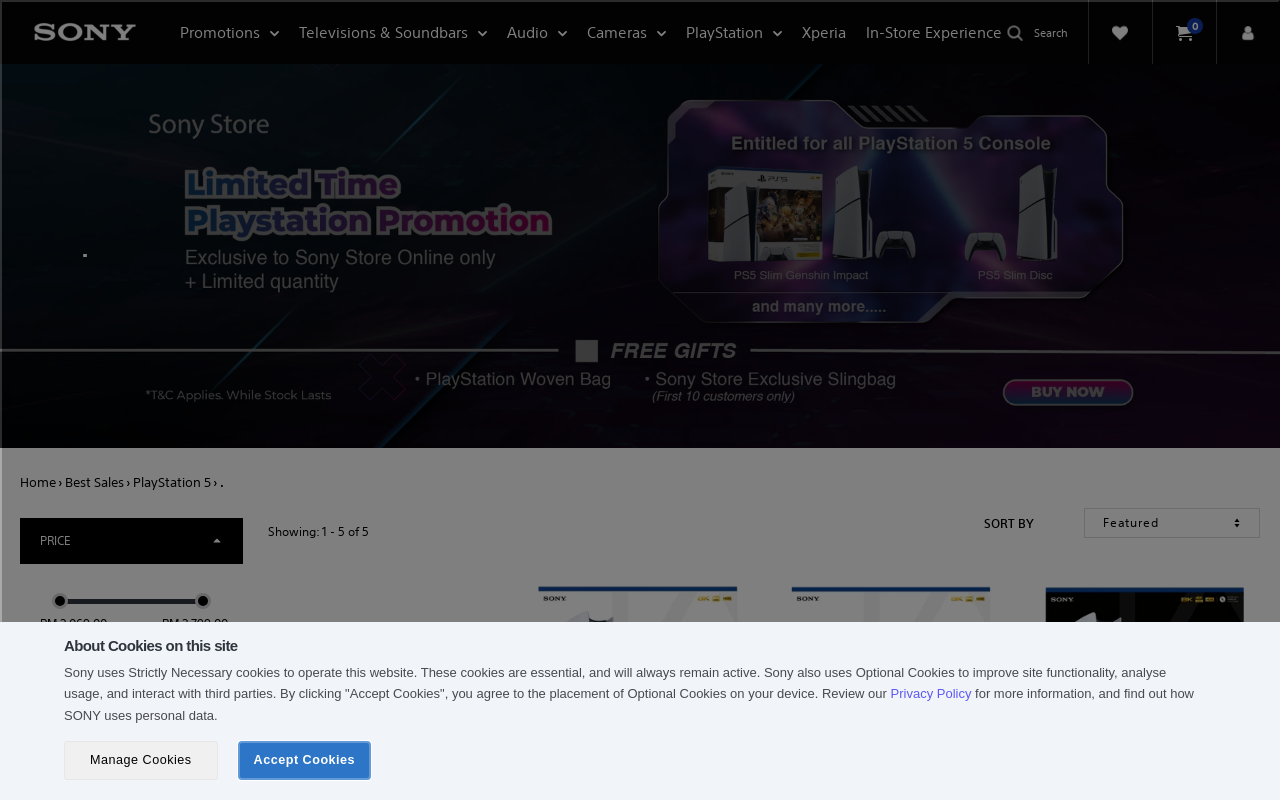 SONY
Promotions
Televisions & Soundbars
Audio
Cameras
PlayStation
Xperia
In-Store Experience
Search
0
Sony Store
Limited Time
Playstation Promotion
Exclusive to Sony Store Online only
+ Limited quantity
Entitled for all PlayStation 5 Console
PS5 Slim Genshin Impact
PS5 Slim Disc
and many more.....
FREE GIFTS
• PlayStation Woven Bag
• Sony Store Exclusive Slingbag
(First 10 customers only)
*T&C Applies. While Stock Lasts
BUY NOW
Home › Best Sales › PlayStation 5 › .
PRICE
Showing: 1 - 5 of 5
SORT BY
Featured
SONY
SONY
SONY
About Cookies on this site
Sony uses Strictly Necessary cookies to operate this website. These cookies are essential, and will always remain active. Sony also uses Optional Cookies to improve site functionality, analyse
usage, and interact with third parties. By clicking "Accept Cookies", you agree to the placement of Optional Cookies on your device. Review our Privacy Policy for more information, and find out how
SONY uses personal data.
Manage Cookies
Accept Cookies